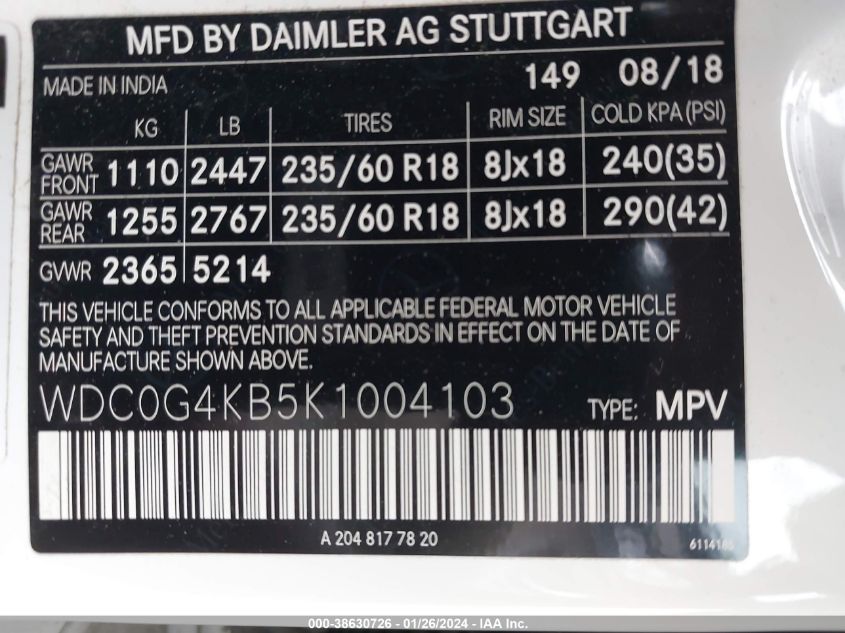 MFD BY DAIMLER AG STUTTGART
MADE IN INDIA 149 08/18
KG LB TIRES RIM SIZE COLD KPA (PSI)
GAWR FRONT 1110 2447 235/60 R18 8Jx18 240(35)
GAWR REAR 1255 2767 235/60 R18 8Jx18 290(42)
GVWR 2365 5214
THIS VEHICLE CONFORMS TO ALL APPLICABLE FEDERAL MOTOR VEHICLE
SAFETY AND THEFT PREVENTION STANDARDS IN EFFECT ON THE DATE OF
MANUFACTURE SHOWN ABOVE.
WDC0G4KB5K1004103 TYPE: MPV
A 204 817 78 20
000-38630726 - 01/26/2024 - IAA Inc.